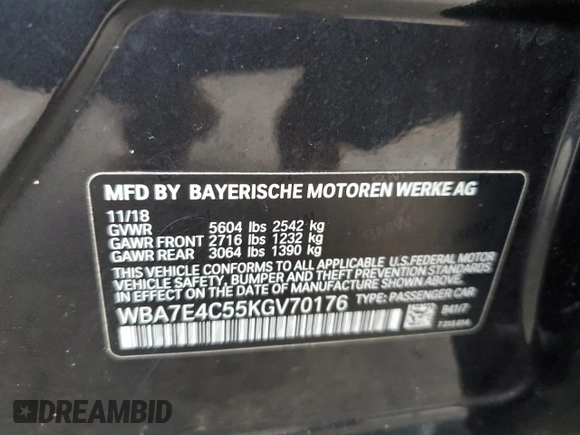 MFD BY BAYERISCHE MOTOREN WERKE AG
11/18
GVWR 5604 lbs 2542 kg
GAWR FRONT 2716 lbs 1232 kg
GAWR REAR 3064 lbs 1390 kg
THIS VEHICLE CONFORMS TO ALL APPLICABLE U.S.FEDERAL MOTOR
VEHICLE SAFETY, BUMPER AND THEFT PREVENTION STANDARDS
IN EFFECT ON THE DATE OF MANUFACTURE SHOWN ABOVE.
WBA7E4C55KGV70176 TYPE: PASSENGER CAR
DREAMBID